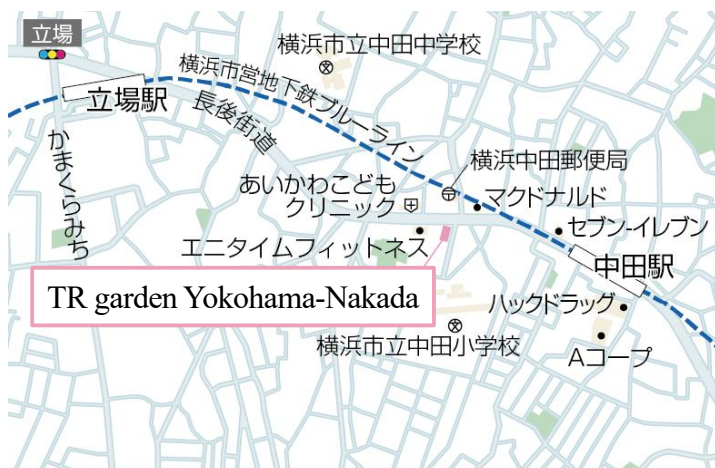 立場
横浜市立中田中学校
立場駅
横浜市営地下鉄ブルーライン
長後街道
かまくらみち
横浜中田郵便局
あいかわこども
クリニック
マクドナルド
セブン-イレブン
エニタイムフィットネス
中田駅
TR garden Yokohama-Nakada
ハックドラッグ
横浜市立中田小学校
Aコープ